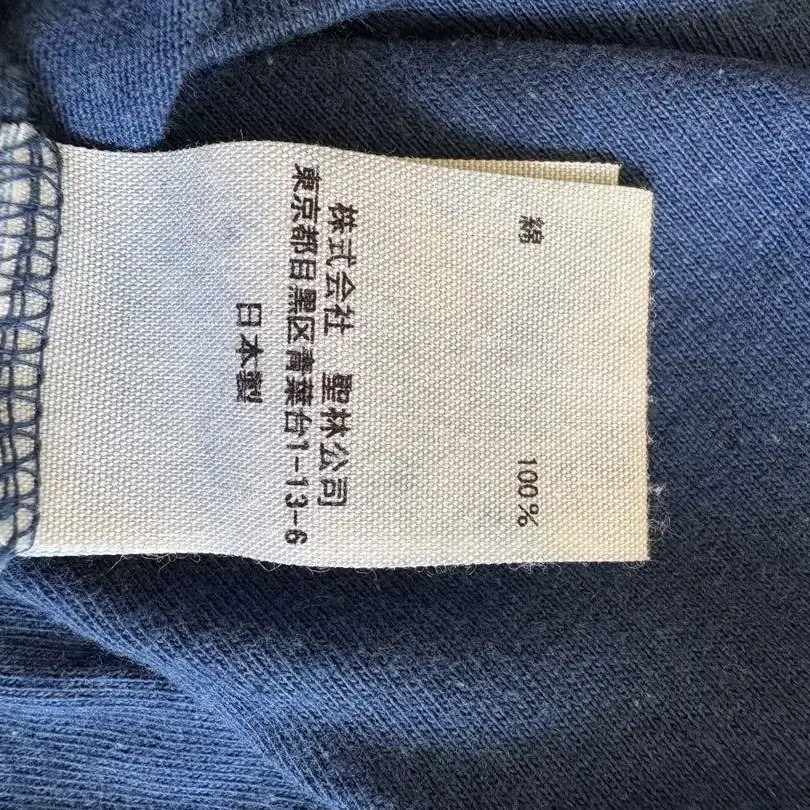 綿 100%
株式会社 聖林公司
東京都目黒区青葉台1-13-6
日本製